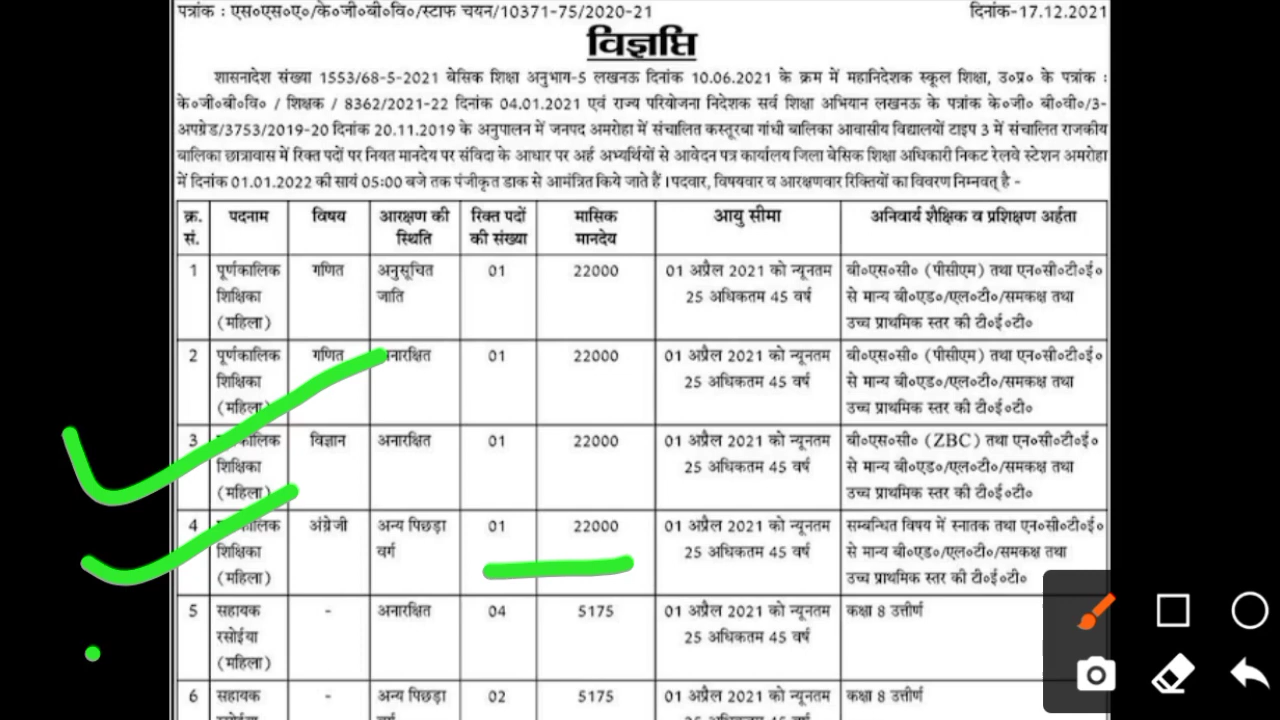 पत्रांक : एस०एस०ए०/के०जी०बी०वि०/स्टाफ चयन/10371-75/2020-21 दिनांक-17.12.2021
विज्ञप्ति
शासनादेश संख्या 1553/68-5-2021 बेसिक शिक्षा अनुभाग-5 लखनऊ दिनांक 10.06.2021 के क्रम में महानिदेशक स्कूल शिक्षा, उ०प्र० के पत्रांक :
के०जी०बी०वि० / शिक्षक / 8362/2021-22 दिनांक 04.01.2021 एवं राज्य परियोजना निदेशक सर्व शिक्षा अभियान लखनऊ के पत्रांक के०जी० बी०वी०/3-
अपग्रेड/3753/2019-20 दिनांक 20.11.2019 के अनुपालन में जनपद अमरोहा में संचालित कस्तूरबा गांधी बालिका आवासीय विद्यालयों टाइप 3 में संचालित राजकीय
बालिका छात्रावास में रिक्त पदों पर नियत मानदेय पर संविदा के आधार पर अर्ह अभ्यर्थियों से आवेदन पत्र कार्यालय जिला बेसिक शिक्षा अधिकारी निकट रेलवे स्टेशन अमरोहा
में दिनांक 01.01.2022 की सायं 05:00 बजे तक पंजीकृत डाक से आमंत्रित किये जाते हैं । पदवार, विषयवार व आरक्षणवार रिक्तियों का विवरण निम्नवत् है -
क्र. पदनाम विषय आरक्षण की रिक्त पदों मासिक आयु सीमा अनिवार्य शैक्षिक व प्रशिक्षण अर्हता
सं. स्थिति की संख्या मानदेय
1 पूर्णकालिक गणित अनुसूचित 01 22000 01 अप्रैल 2021 को न्यूनतम बी०एस०सी० (पीसीएम) तथा एन०सी०टी०ई०
शिक्षिका जाति 25 अधिकतम 45 वर्ष से मान्य बी०एड०/एल०टी०/समकक्ष तथा
(महिला) उच्च प्राथमिक स्तर की टी०ई०टी०
2 पूर्णकालिक गणित अनारक्षित 01 22000 01 अप्रैल 2021 को न्यूनतम बी०एस०सी० (पीसीएम) तथा एन०सी०टी०ई०
शिक्षिका 25 अधिकतम 45 वर्ष से मान्य बी०एड०/एल०टी०/समकक्ष तथा
(महिला) उच्च प्राथमिक स्तर की टी०ई०टी०
3 पूर्णकालिक विज्ञान अनारक्षित 01 22000 01 अप्रैल 2021 को न्यूनतम बी०एस०सी० (ZBC) तथा एन०सी०टी०ई०
शिक्षिका 25 अधिकतम 45 वर्ष से मान्य बी०एड०/एल०टी०/समकक्ष तथा
(महिला) उच्च प्राथमिक स्तर की टी०ई०टी०
4 पूर्णकालिक अंग्रेजी अन्य पिछड़ा 01 22000 01 अप्रैल 2021 को न्यूनतम सम्बन्धित विषय में स्नातक तथा एन०सी०टी०ई०
शिक्षिका वर्ग 25 अधिकतम 45 वर्ष से मान्य बी०एड०/एल०टी०/समकक्ष तथा
(महिला) उच्च प्राथमिक स्तर की टी०ई०टी०
5 सहायक - अनारक्षित 04 5175 01 अप्रैल 2021 को न्यूनतम कक्षा 8 उत्तीर्ण
रसोईया 25 अधिकतम 45 वर्ष
(महिला)
6 सहायक - अन्य पिछड़ा 02 5175 01 अप्रैल 2021 को न्यूनतम कक्षा 8 उत्तीर्ण